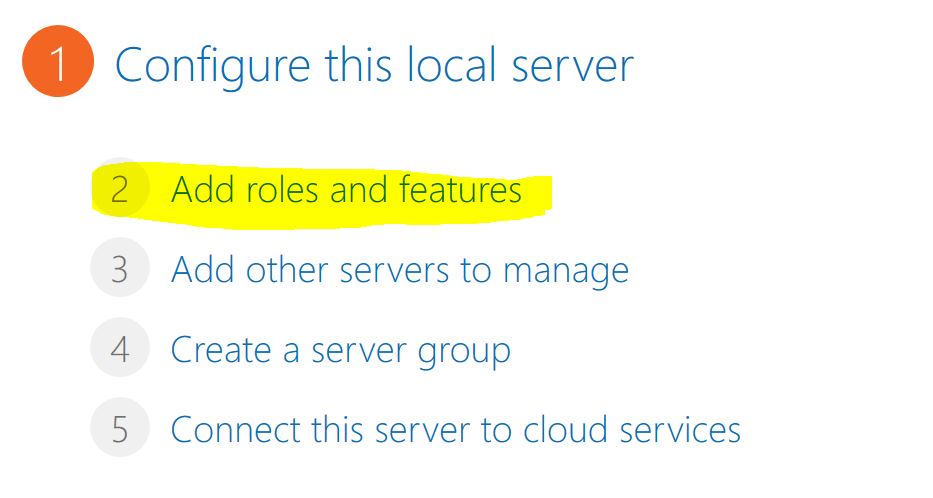 1 Configure this local server
2 Add roles and features
3 Add other servers to manage
4 Create a server group
5 Connect this server to cloud services